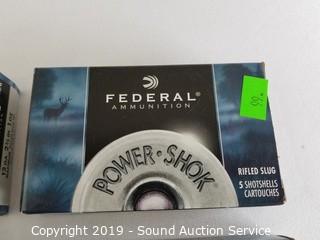 FEDERAL
AMMUNITION
POWER·SHOK
RIFLED SLUG
5 SHOTSHELLS
CARTOUCHES
Copyright 2019 - Sound Auction Service